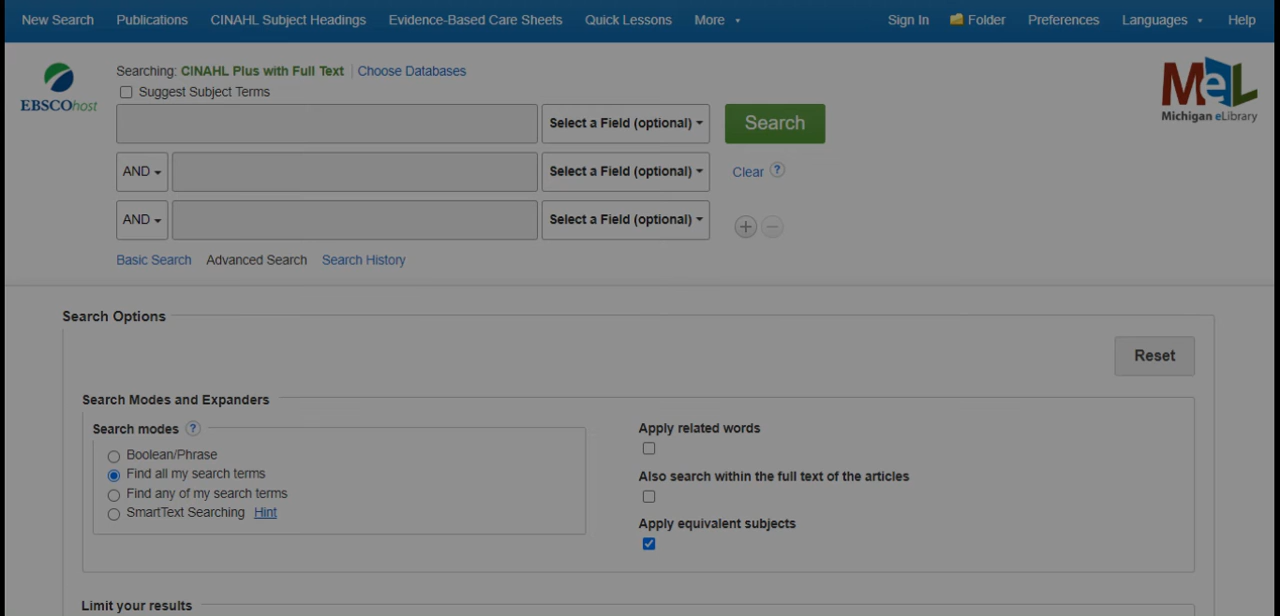 New Search Publications CINAHL Subject Headings Evidence-Based Care Sheets Quick Lessons More Sign In Folder Preferences Languages Help
Searching: CINAHL Plus with Full Text Choose Databases
EBSCOhost
Suggest Subject Terms
MeL
Michigan eLibrary
Select a Field (optional) Search
AND Select a Field (optional) Clear ?
AND Select a Field (optional) + −
Basic Search Advanced Search Search History
Search Options
Reset
Search Modes and Expanders
Search modes ?
Boolean/Phrase
Find all my search terms
Find any of my search terms
SmartText Searching Hint
Apply related words
Also search within the full text of the articles
Apply equivalent subjects
Limit your results